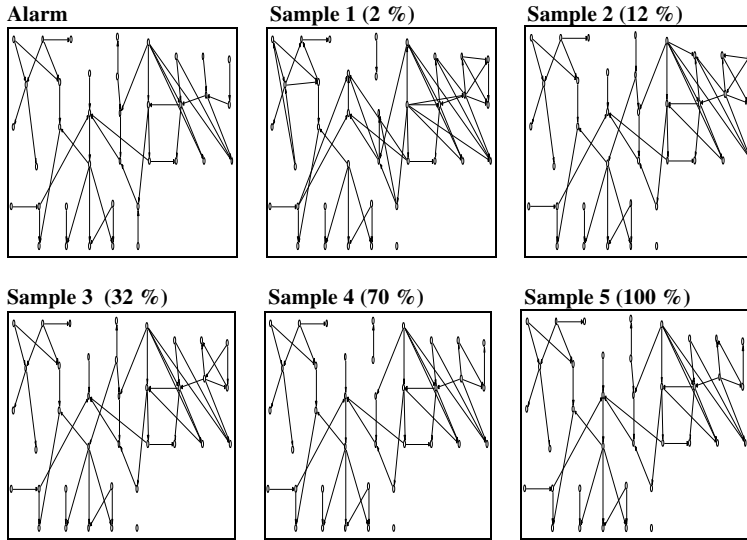 Alarm
Sample 1 (2 %)
Sample 2 (12 %)
Sample 3 (32 %)
Sample 4 (70 %)
Sample 5 (100 %)